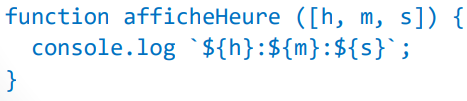 function afficheHeure ([h, m, s]) {
  console.log `${h}:${m}:${s}`;
}